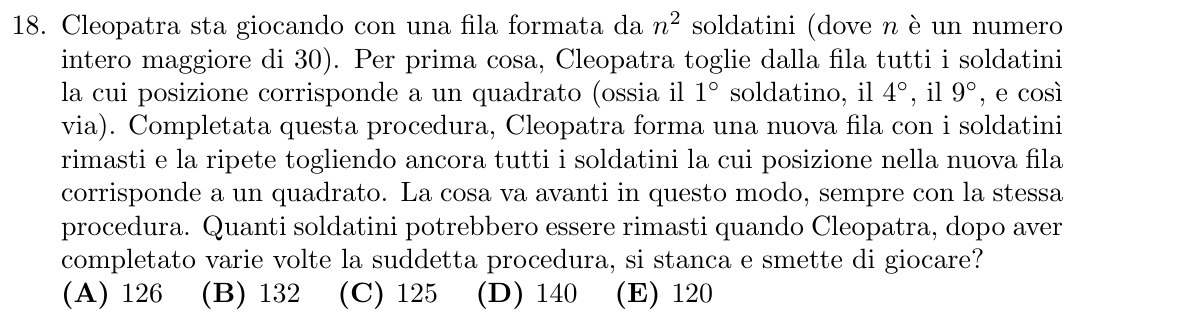 18. Cleopatra sta giocando con una fila formata da n² soldatini (dove n è un numero
intero maggiore di 30). Per prima cosa, Cleopatra toglie dalla fila tutti i soldatini
la cui posizione corrisponde a un quadrato (ossia il 1° soldatino, il 4°, il 9°, e così
via). Completata questa procedura, Cleopatra forma una nuova fila con i soldatini
rimasti e la ripete togliendo ancora tutti i soldatini la cui posizione nella nuova fila
corrisponde a un quadrato. La cosa va avanti in questo modo, sempre con la stessa
procedura. Quanti soldatini potrebbero essere rimasti quando Cleopatra, dopo aver
completato varie volte la suddetta procedura, si stanca e smette di giocare?
(A) 126 (B) 132 (C) 125 (D) 140 (E) 120